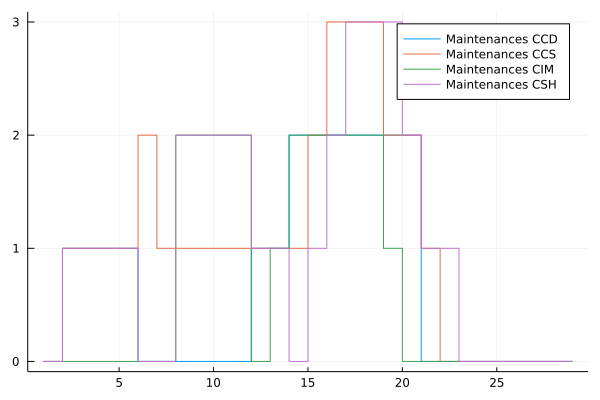 3
Maintenances CCD
Maintenances CCS
Maintenances CIM
Maintenances CSH
2
1
0
5 10 15 20 25